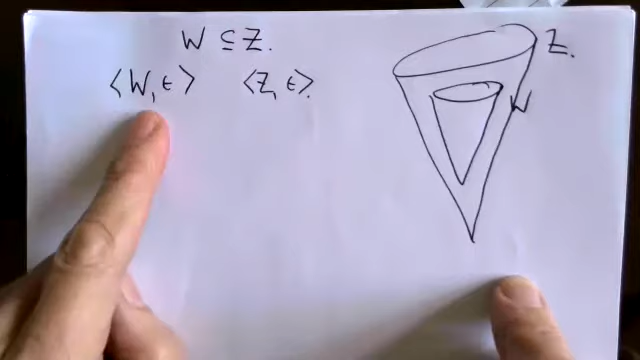 W ⊆ Z.
⟨W, ∈⟩ ⟨Z, ∈⟩.
Z.
W